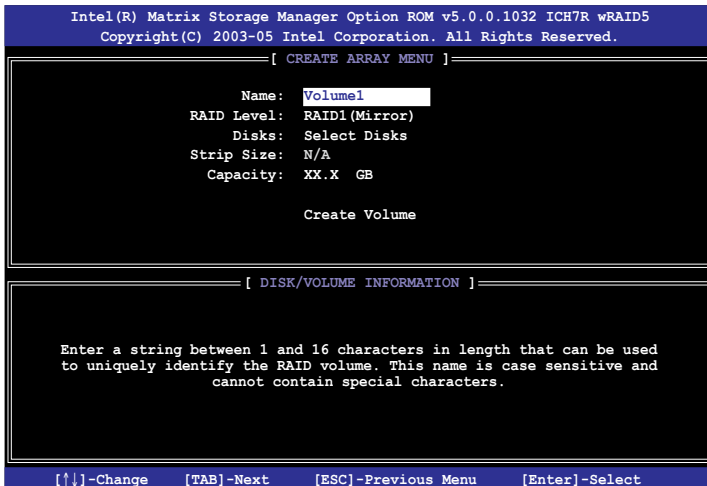 Intel(R) Matrix Storage Manager Option ROM v5.0.0.1032 ICH7R wRAID5
Copyright(C) 2003-05 Intel Corporation. All Rights Reserved.
[ CREATE ARRAY MENU ]
Name: Volume1
RAID Level: RAID1(Mirror)
Disks: Select Disks
Strip Size: N/A
Capacity: XX.X GB
Create Volume
[ DISK/VOLUME INFORMATION ]
Enter a string between 1 and 16 characters in length that can be used
to uniquely identify the RAID volume. This name is case sensitive and
cannot contain special characters.
[↑↓]-Change [TAB]-Next [ESC]-Previous Menu [Enter]-Select